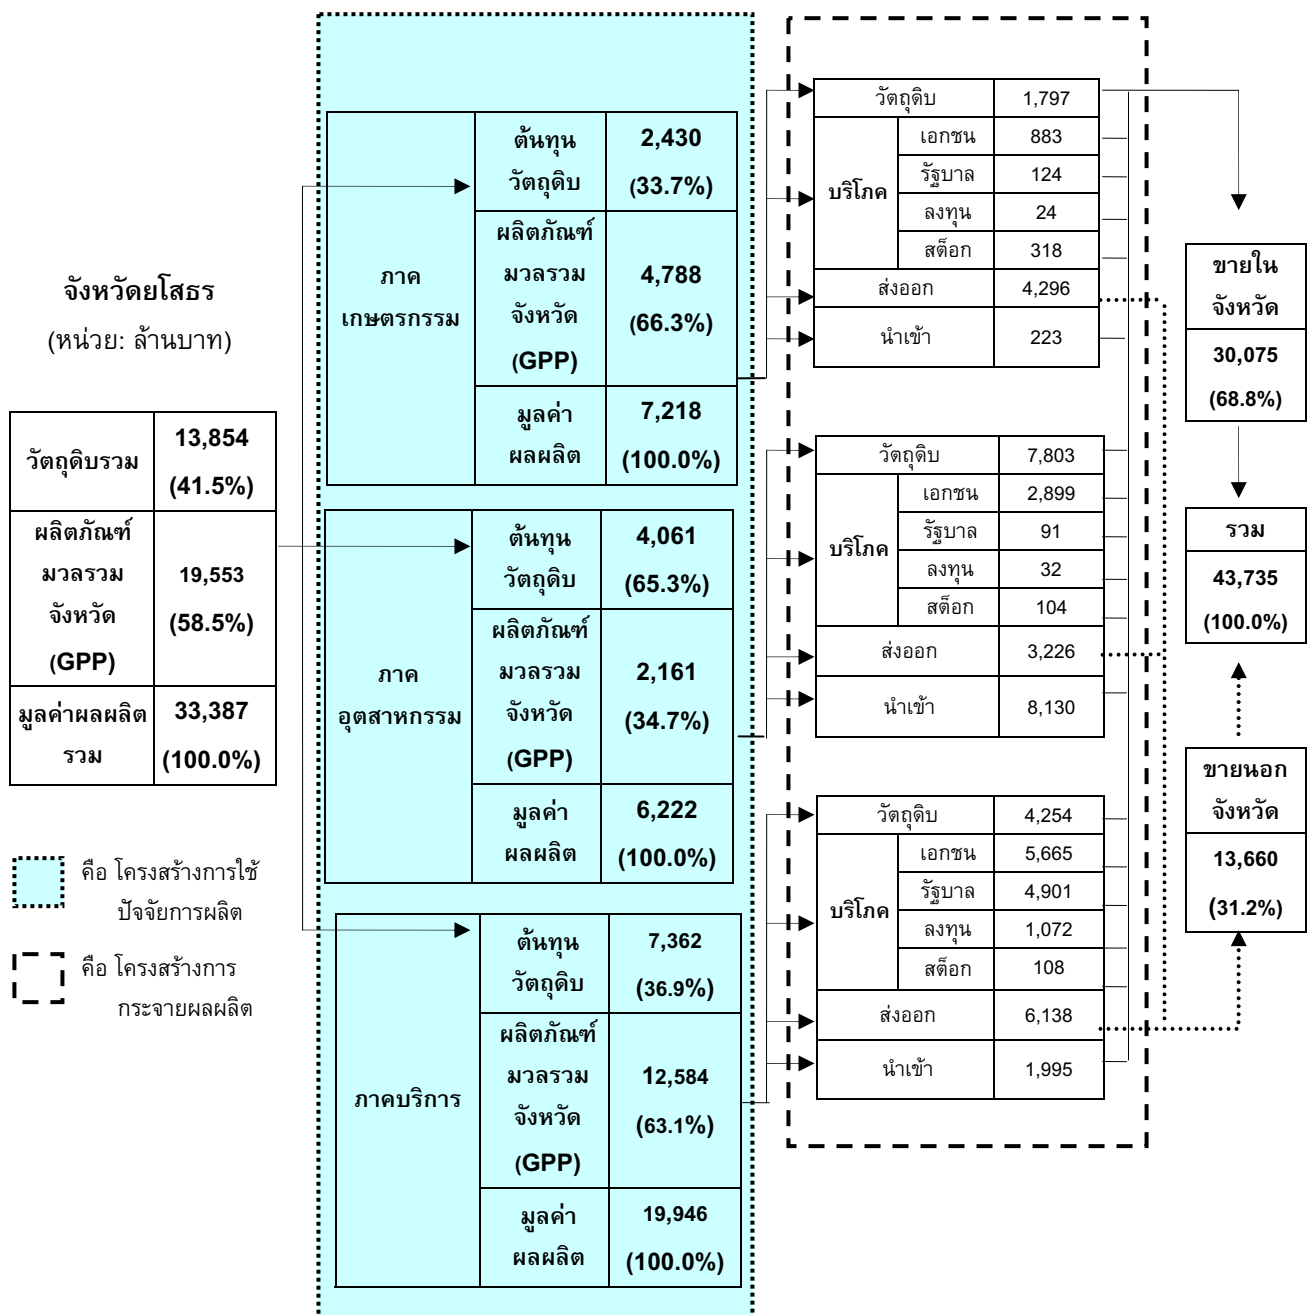 จังหวัดยโสธร
(หน่วย: ล้านบาท)
วัตถุดิบรวม
13,854
(41.5%)
ผลิตภัณฑ์
มวลรวม
จังหวัด
(GPP)
19,553
(58.5%)
มูลค่าผลผลิต
รวม
33,387
(100.0%)
คือ โครงสร้างการใช้
ปัจจัยการผลิต
คือ โครงสร้างการ
กระจายผลผลิต
ภาค
เกษตรกรรม
ต้นทุน
วัตถุดิบ
2,430
(33.7%)
ผลิตภัณฑ์
มวลรวม
จังหวัด
(GPP)
4,788
(66.3%)
มูลค่า
ผลผลิต
7,218
(100.0%)
ภาค
อุตสาหกรรม
ต้นทุน
วัตถุดิบ
4,061
(65.3%)
ผลิตภัณฑ์
มวลรวม
จังหวัด
(GPP)
2,161
(34.7%)
มูลค่า
ผลผลิต
6,222
(100.0%)
ภาคบริการ
ต้นทุน
วัตถุดิบ
7,362
(36.9%)
ผลิตภัณฑ์
มวลรวม
จังหวัด
(GPP)
12,584
(63.1%)
มูลค่า
ผลผลิต
19,946
(100.0%)
วัตถุดิบ 1,797
บริโภค
เอกชน 883
รัฐบาล 124
ลงทุน 24
สต็อก 318
ส่งออก 4,296
นำเข้า 223
วัตถุดิบ 7,803
บริโภค
เอกชน 2,899
รัฐบาล 91
ลงทุน 32
สต็อก 104
ส่งออก 3,226
นำเข้า 8,130
วัตถุดิบ 4,254
บริโภค
เอกชน 5,665
รัฐบาล 4,901
ลงทุน 1,072
สต็อก 108
ส่งออก 6,138
นำเข้า 1,995
ขายใน
จังหวัด
30,075
(68.8%)
รวม
43,735
(100.0%)
ขายนอก
จังหวัด
13,660
(31.2%)